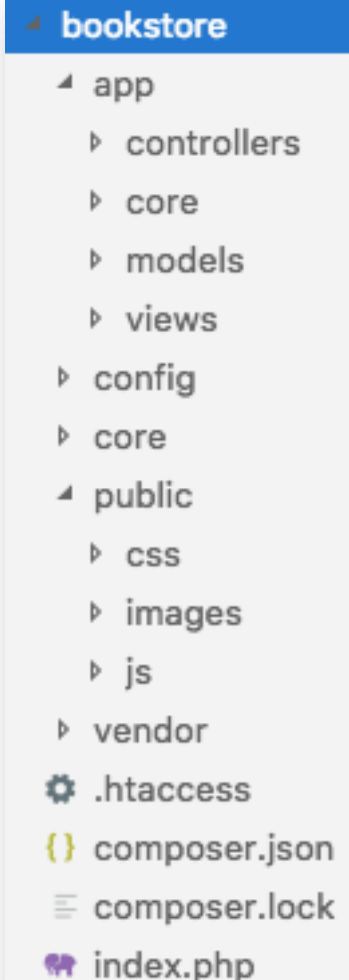 bookstore
app
controllers
core
models
views
config
core
public
css
images
js
vendor
.htaccess
{} composer.json
composer.lock
index.php